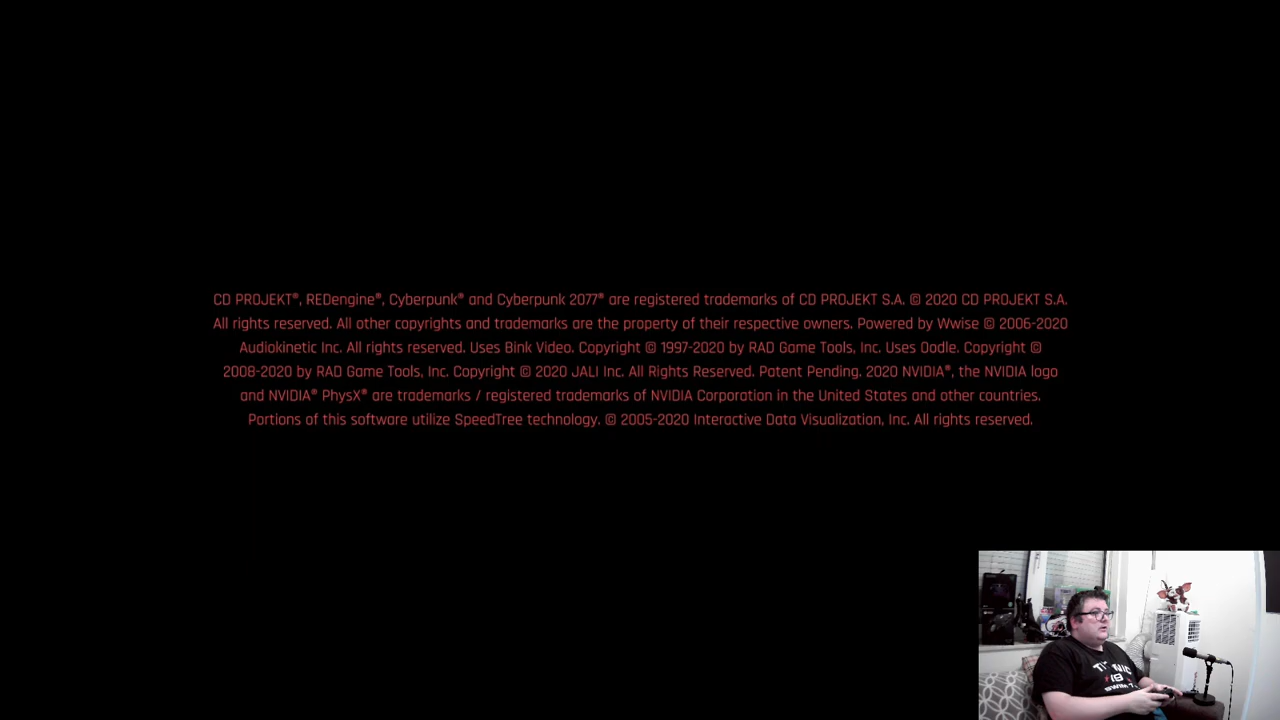 CD PROJEKT®, REDengine®, Cyberpunk® and Cyberpunk 2077® are registered trademarks of CD PROJEKT S.A. © 2020 CD PROJEKT S.A.
All rights reserved. All other copyrights and trademarks are the property of their respective owners. Powered by Wwise © 2006-2020
Audiokinetic Inc. All rights reserved. Uses Bink Video. Copyright © 1997-2020 by RAD Game Tools, Inc. Uses Oodle. Copyright ©
2008-2020 by RAD Game Tools, Inc. Copyright © 2020 JALI Inc. All Rights Reserved. Patent Pending. 2020 NVIDIA®, the NVIDIA logo
and NVIDIA® PhysX® are trademarks / registered trademarks of NVIDIA Corporation in the United States and other countries.
Portions of this software utilize SpeedTree technology. © 2005-2020 Interactive Data Visualization, Inc. All rights reserved.